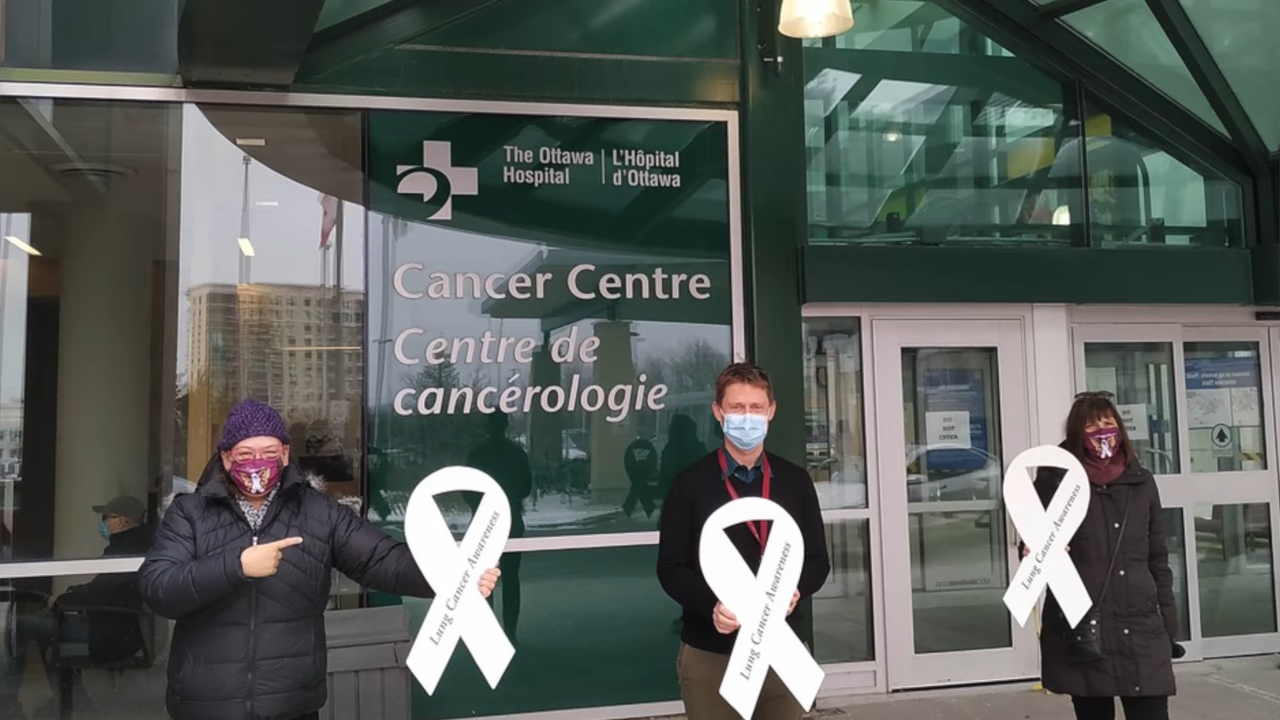 The Ottawa
Hospital
L'Hôpital
d'Ottawa
Cancer Centre
Centre de
cancérologie
Lung Cancer Awareness
Lung Cancer Awareness
Lung Cancer Awareness
DO
NOT
ENTER